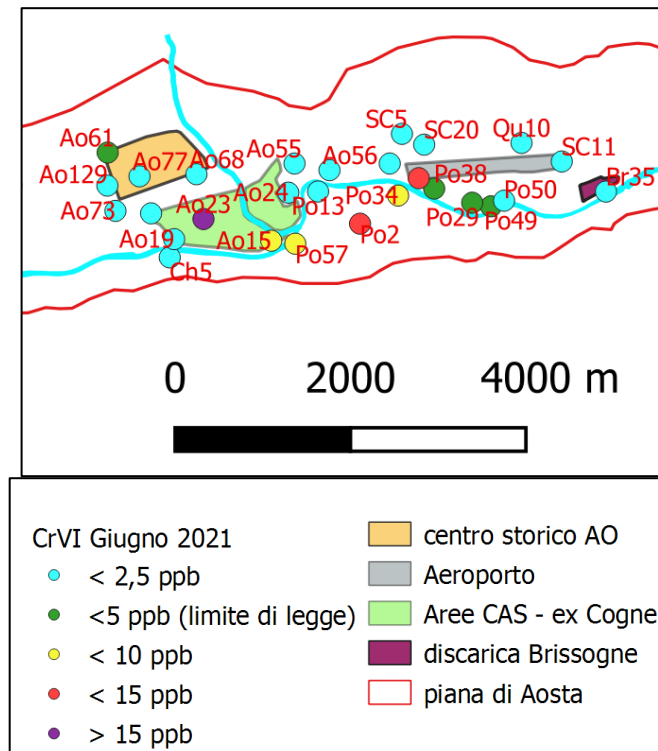 SC5
SC20
Qu10
Ao61
Ao55
SC11
Ao77
Ao68
Ao56
Ao129
Po38
Br35
Ao24
Po34
Po50
Ao73
Ao23
Po13
Po29
Po49
Ao19
Ao15
Po57
Po2
Ch5
0
2000
4000 m
CrVI Giugno 2021
< 2,5 ppb
<5 ppb (limite di legge)
< 10 ppb
< 15 ppb
> 15 ppb
centro storico AO
Aeroporto
Aree CAS - ex Cogne
discarica Brissogne
piana di Aosta